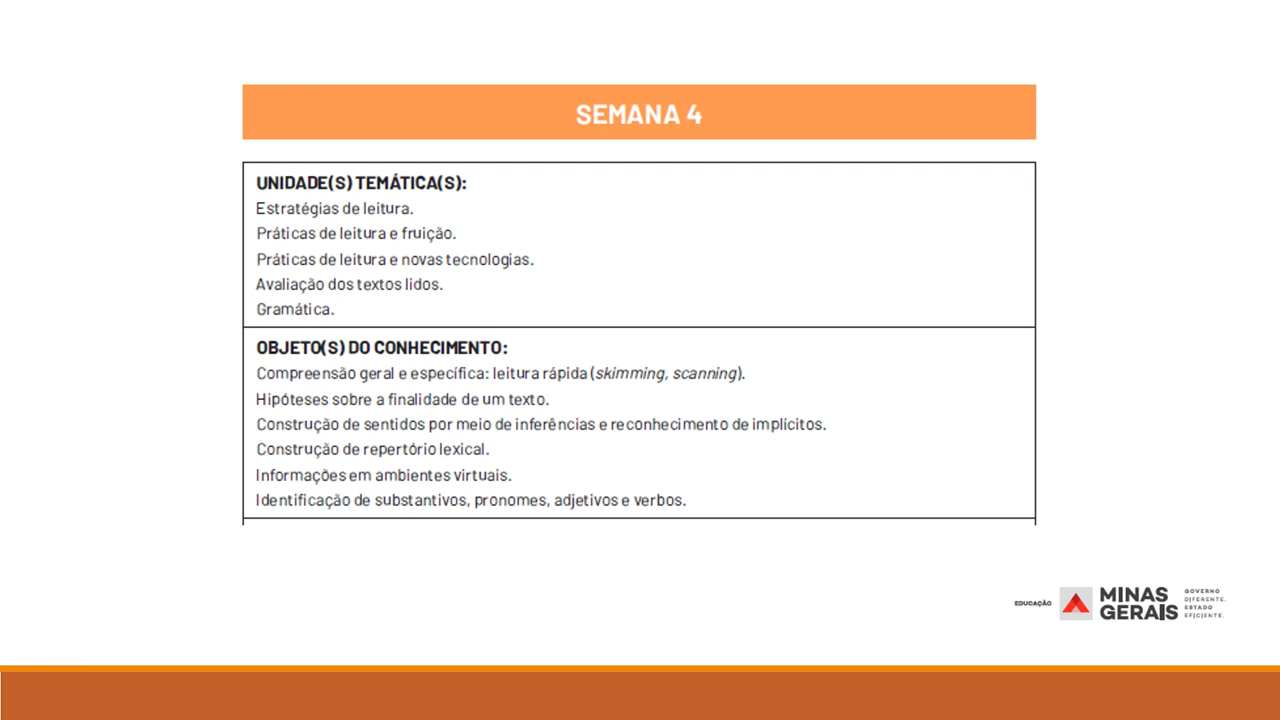 SEMANA 4
UNIDADE(S) TEMÁTICA(S):
Estratégias de leitura.
Práticas de leitura e fruição.
Práticas de leitura e novas tecnologias.
Avaliação dos textos lidos.
Gramática.
OBJETO(S) DO CONHECIMENTO:
Compreensão geral e específica: leitura rápida (skimming, scanning).
Hipóteses sobre a finalidade de um texto.
Construção de sentidos por meio de inferências e reconhecimento de implícitos.
Construção de repertório lexical.
Informações em ambientes virtuais.
Identificação de substantivos, pronomes, adjetivos e verbos.
EDUCAÇÃO
MINAS
GERAIS
GOVERNO
DIFERENTE.
ESTADO
EFICIENTE.